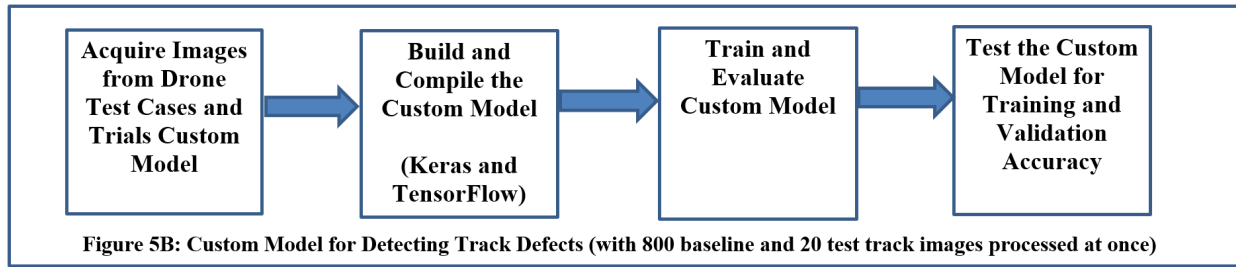 Acquire Images
from Drone
Test Cases and
Trials Custom
Model
Build and
Compile the
Custom Model
(Keras and
TensorFlow)
Train and
Evaluate
Custom Model
Test the Custom
Model for
Training and
Validation
Accuracy
Figure 5B: Custom Model for Detecting Track Defects (with 800 baseline and 20 test track images processed at once)